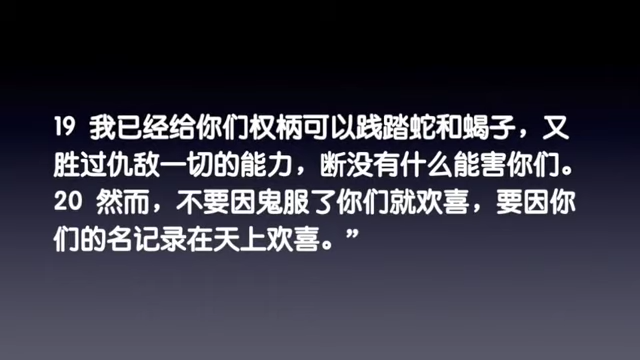 19 我已经给你们权柄可以践踏蛇和蝎子，又
胜过仇敌一切的能力，断没有什么能害你们。
20 然而，不要因鬼服了你们就欢喜，要因你
们的名记录在天上欢喜。”